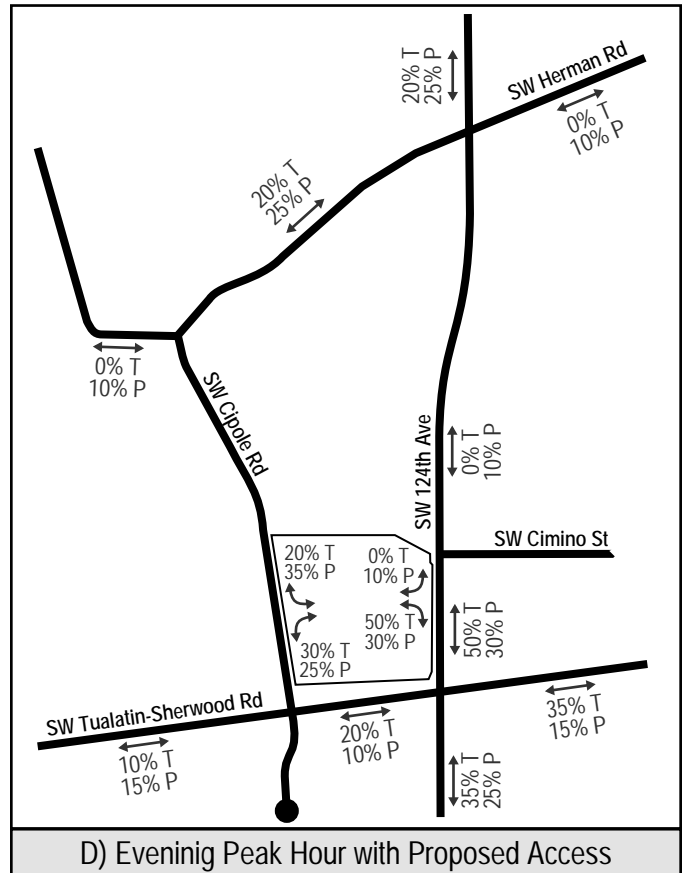 20% T
25% P
SW Herman Rd
0% T
10% P
20% T
25% P
0% T
10% P
SW Cipole Rd
SW 124th Ave
0% T
10% P
SW Cimino St
20% T
35% P
0% T
10% P
50% T
30% P
30% T
25% P
50% T
30% P
SW Tualatin-Sherwood Rd
10% T
15% P
20% T
10% P
35% T
15% P
35% T
25% P
D) Eveninig Peak Hour with Proposed Access